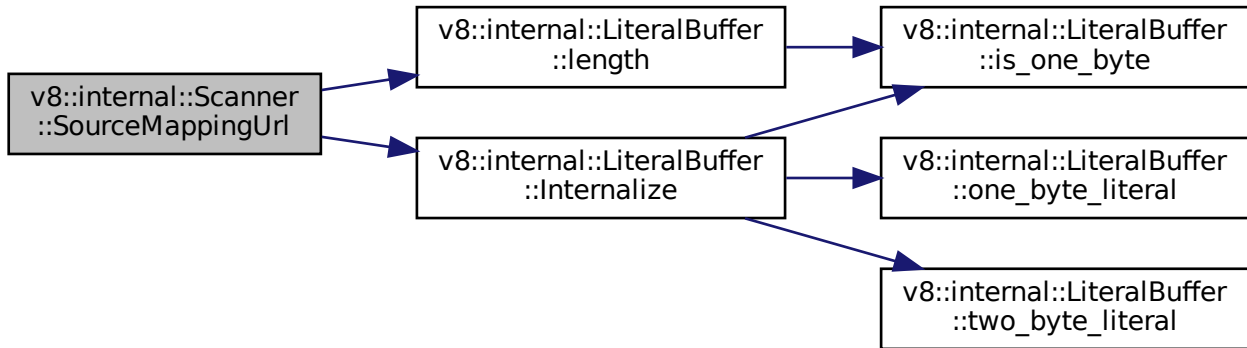 v8::internal::Scanner
::SourceMappingUrl
v8::internal::LiteralBuffer
::length
v8::internal::LiteralBuffer
::Internalize
v8::internal::LiteralBuffer
::is_one_byte
v8::internal::LiteralBuffer
::one_byte_literal
v8::internal::LiteralBuffer
::two_byte_literal